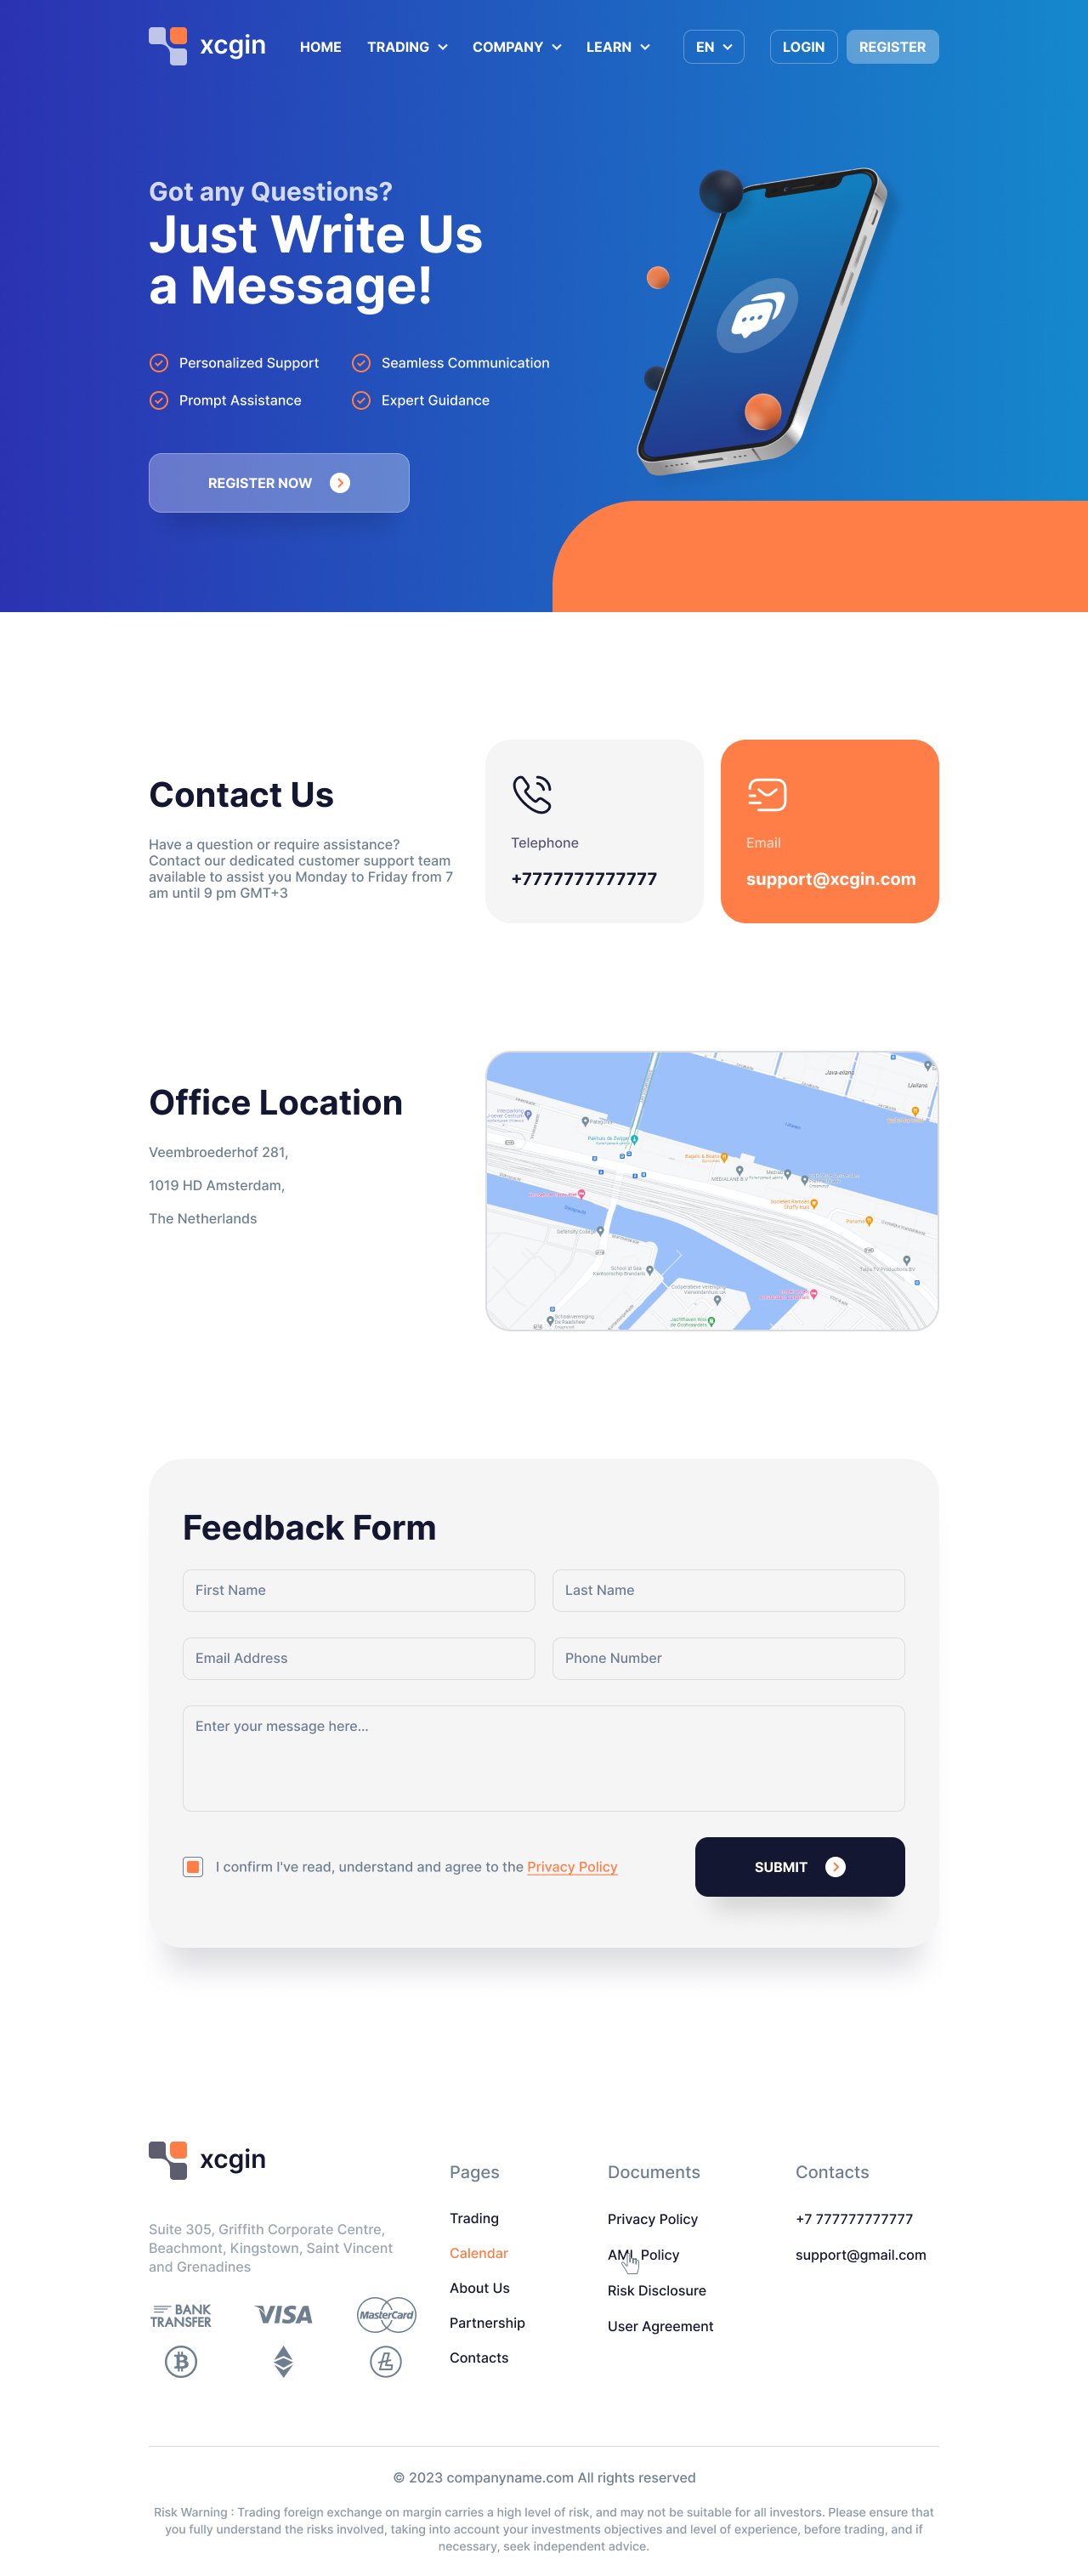 xcgin
HOME
TRADING
COMPANY
LEARN
EN
LOGIN
REGISTER
Got any Questions?
Just Write Us
a Message!
Personalized Support
Seamless Communication
Prompt Assistance
Expert Guidance
REGISTER NOW
Contact Us
Have a question or require assistance?
Contact our dedicated customer support team
available to assist you Monday to Friday from 7
am until 9 pm GMT+3
Telephone
+7777777777777
Email
support@xcgin.com
Office Location
Veembroederhof 281,
1019 HD Amsterdam,
The Netherlands
Java-eiland
MEDIALANE B.V
Bagels & Beans
School of Sea
Feedback Form
First Name
Last Name
Email Address
Phone Number
Enter your message here...
I confirm I've read, understand and agree to the Privacy Policy
SUBMIT
xcgin
Suite 305, Griffith Corporate Centre,
Beachmont, Kingstown, Saint Vincent
and Grenadines
BANK
TRANSFER
VISA
MasterCard
Pages
Trading
Calendar
About Us
Partnership
Contacts
Documents
Privacy Policy
AML Policy
Risk Disclosure
User Agreement
Contacts
+7 777777777777
support@gmail.com
© 2023 companyname.com All rights reserved
Risk Warning : Trading foreign exchange on margin carries a high level of risk, and may not be suitable for all investors. Please ensure that
you fully understand the risks involved, taking into account your investments objectives and level of experience, before trading, and if
necessary, seek independent advice.